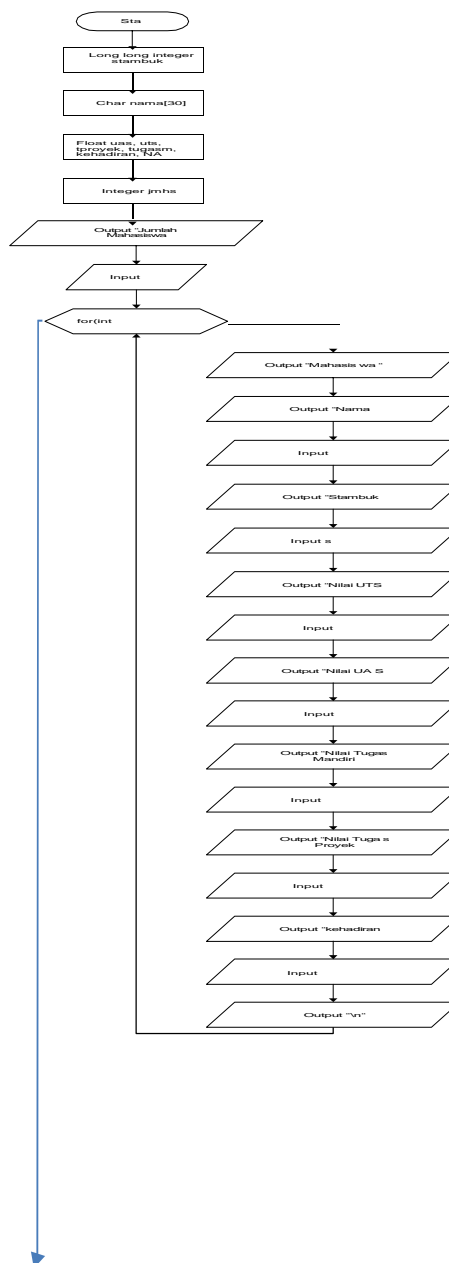 Sta
Long long integer
stambuk
Char nama[30]
Float uas, uts,
tproyek, tugasm,
kehadiran, NA
Integer jmhs
Output "Jumlah
Mahasiswa
Input
for(int
Output "Mahasis wa "
Output "Nama
Input
Output "Stambuk
Input s
Output "Nilai UTS
Input
Output "Nilai UA S
Input
Output "Nilai Tugas
Mandiri
Input
Output "Nilai Tuga s
Proyek
Input
Output "kehadiran
Input
Output "\n"